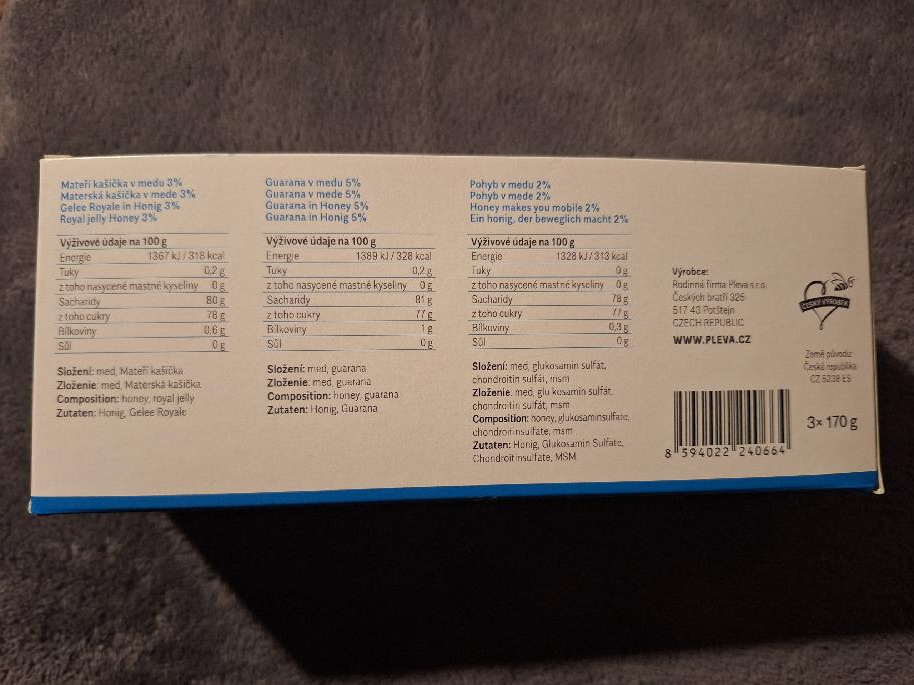 Mateří kašička v medu 3%
Materská kašička v mede 3%
Gelee Royale in Honig 3%
Royal jelly Honey 3%
Výživové údaje na 100 g
Energie 1367 kJ / 318 kcal
Tuky 0,2 g
z toho nasycené mastné kyseliny 0 g
Sacharidy 80 g
z toho cukry 78 g
Bílkoviny 0,6 g
Sůl 0 g
Složení: med, Mateří kašička
Zloženie: med, Materská kašička
Composition: honey, royal jelly
Zutaten: Honig, Gelee Royale
Guarana v medu 5%
Guarana v mede 5%
Guarana in Honey 5%
Guarana in Honig 5%
Výživové údaje na 100 g
Energie 1389 kJ / 328 kcal
Tuky 0,2 g
z toho nasycené mastné kyseliny 0 g
Sacharidy 81 g
z toho cukry 77 g
Bílkoviny 1 g
Sůl 0 g
Složení: med, guarana
Zloženie: med, guarana
Composition: honey, guarana
Zutaten: Honig, Guarana
Pohyb v medu 2%
Pohyb v mede 2%
Honey makes you mobile 2%
Ein honig, der beweglich macht 2%
Výživové údaje na 100 g
Energie 1328 kJ / 313 kcal
Tuky 0 g
z toho nasycené mastné kyseliny 0 g
Sacharidy 78 g
z toho cukry 77 g
Bílkoviny 0,3 g
Sůl 0 g
Složení: med, glukosamin sulfát,
chondroitin sulfát, msm
Zloženie: med, glu kosamin sulfát,
chondroitin sulfát, msm
Composition: honey, glukosaminsulfate,
chondroitinsulfate, msm
Zutaten: Honig, Glukosamin Sulfate,
Chondroitinsulfate, MSM
Výrobce:
Rodinná firma Pleva s.r.o.
Českých bratří 326
517 43 Potštejn
CZECH REPUBLIC
WWW.PLEVA.CZ
8 594022 240664
ČESKÝ VÝROBEK
Země původu:
Česká republika
CZ 5238 ES
3× 170 g